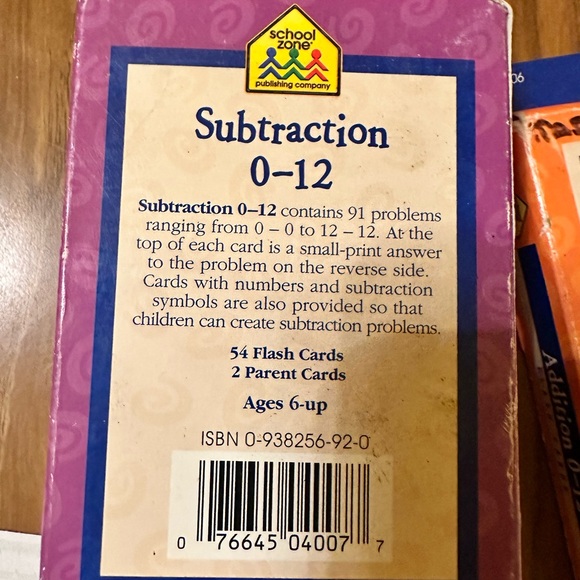 school
zone
publishing company
Subtraction
0–12
Subtraction 0–12 contains 91 problems
ranging from 0 – 0 to 12 – 12. At the
top of each card is a small-print answer
to the problem on the reverse side.
Cards with numbers and subtraction
symbols are also provided so that
children can create subtraction problems.
54 Flash Cards
2 Parent Cards
Ages 6-up
ISBN 0-938256-92-0
0 76645 04007 7
06
Addition 0-